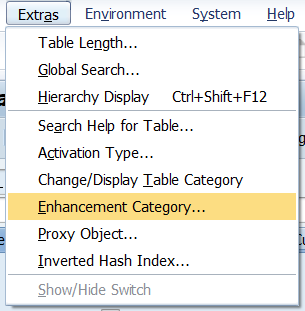 Extras Environment System Help
Table Length...
Global Search...
Hierarchy Display Ctrl+Shift+F12
Search Help for Table...
Activation Type...
Change/Display Table Category
Enhancement Category...
Proxy Object...
Inverted Hash Index...
Show/Hide Switch